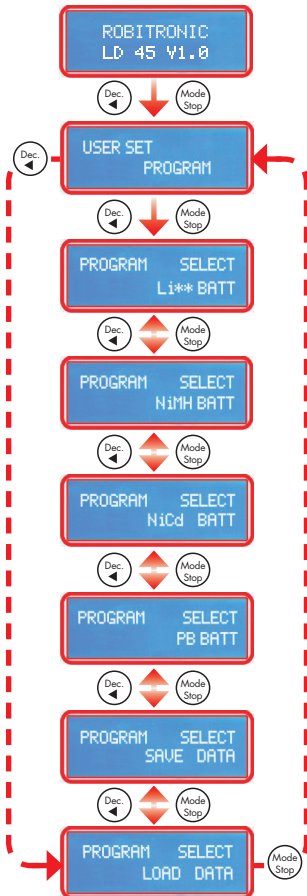 ROBITRONIC
LD 45 V1.0
Dec. Mode Stop
Dec.
USER SET
PROGRAM
Dec. Mode Stop
PROGRAM SELECT
Li** BATT
Dec. Mode Stop
PROGRAM SELECT
NiMH BATT
Dec. Mode Stop
PROGRAM SELECT
NiCd BATT
Dec. Mode Stop
PROGRAM SELECT
PB BATT
Dec. Mode Stop
PROGRAM SELECT
SAVE DATA
Dec. Mode Stop
PROGRAM SELECT
LOAD DATA
Mode Stop